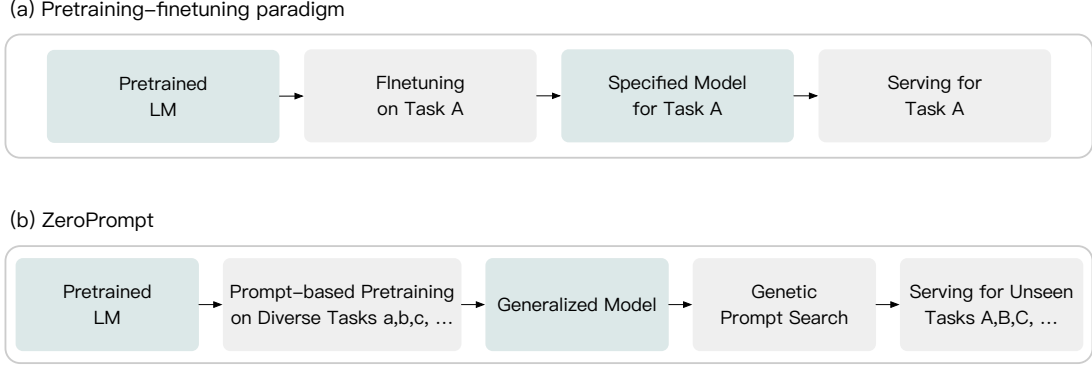 (a) Pretraining–finetuning paradigm
Pretrained
LM
FInetuning
on Task A
Specified Model
for Task A
Serving for
Task A
(b) ZeroPrompt
Pretrained
LM
Prompt–based Pretraining
on Diverse Tasks a,b,c, …
Generalized Model
Genetic
Prompt Search
Serving for Unseen
Tasks A,B,C, …